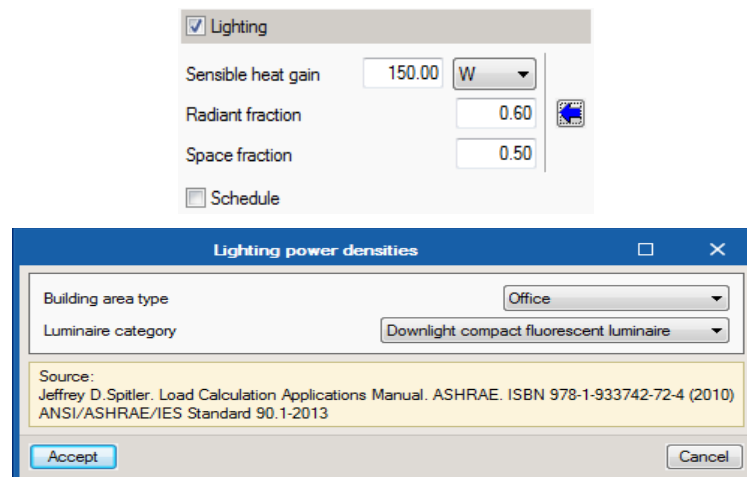 Lighting
Sensible heat gain 150.00 W
Radiant fraction 0.60
Space fraction 0.50
Schedule
Lighting power densities
Building area type Office
Luminaire category Downlight compact fluorescent luminaire
Source:
Jeffrey D.Spitler. Load Calculation Applications Manual. ASHRAE. ISBN 978-1-933742-72-4 (2010)
ANSI/ASHRAE/IES Standard 90.1-2013
Accept Cancel